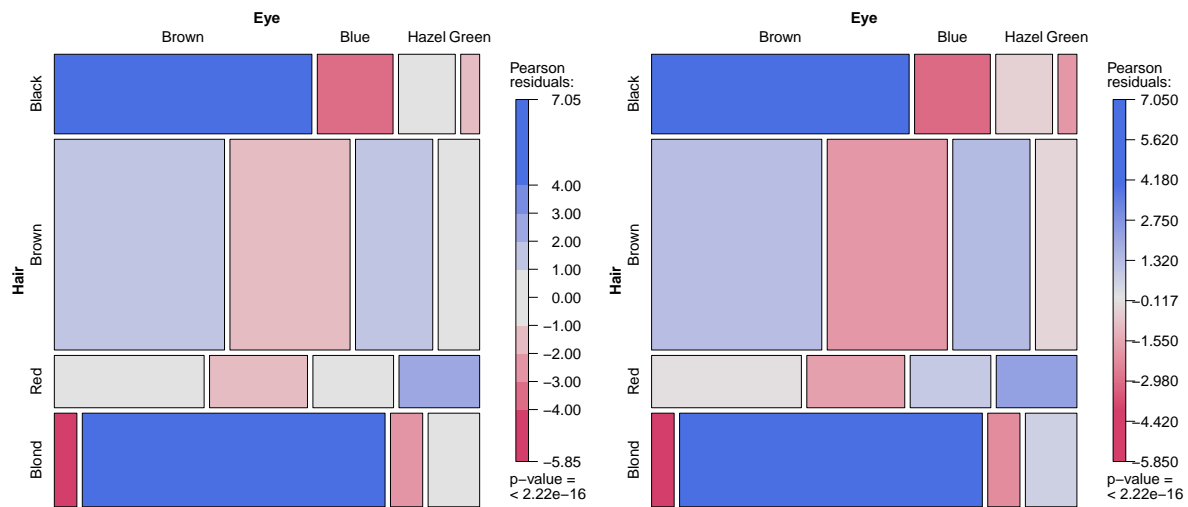 Eye
Brown Blue Hazel Green
Hair
Black
Brown
Red
Blond
Pearson
residuals:
7.05
4.00
3.00
2.00
1.00
0.00
−1.00
−2.00
−3.00
−4.00
−5.85
p−value =
< 2.22e−16
Eye
Brown Blue Hazel Green
Hair
Black
Brown
Red
Blond
Pearson
residuals:
7.050
5.620
4.180
2.750
1.320
−0.117
−1.550
−2.980
−4.420
−5.850
p−value =
< 2.22e−16